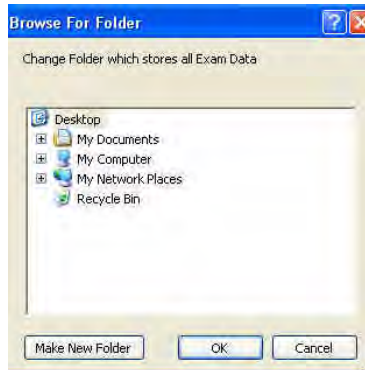 Browse For Folder
Change Folder which stores all Exam Data
Desktop
My Documents
My Computer
My Network Places
Recycle Bin
Make New Folder OK Cancel